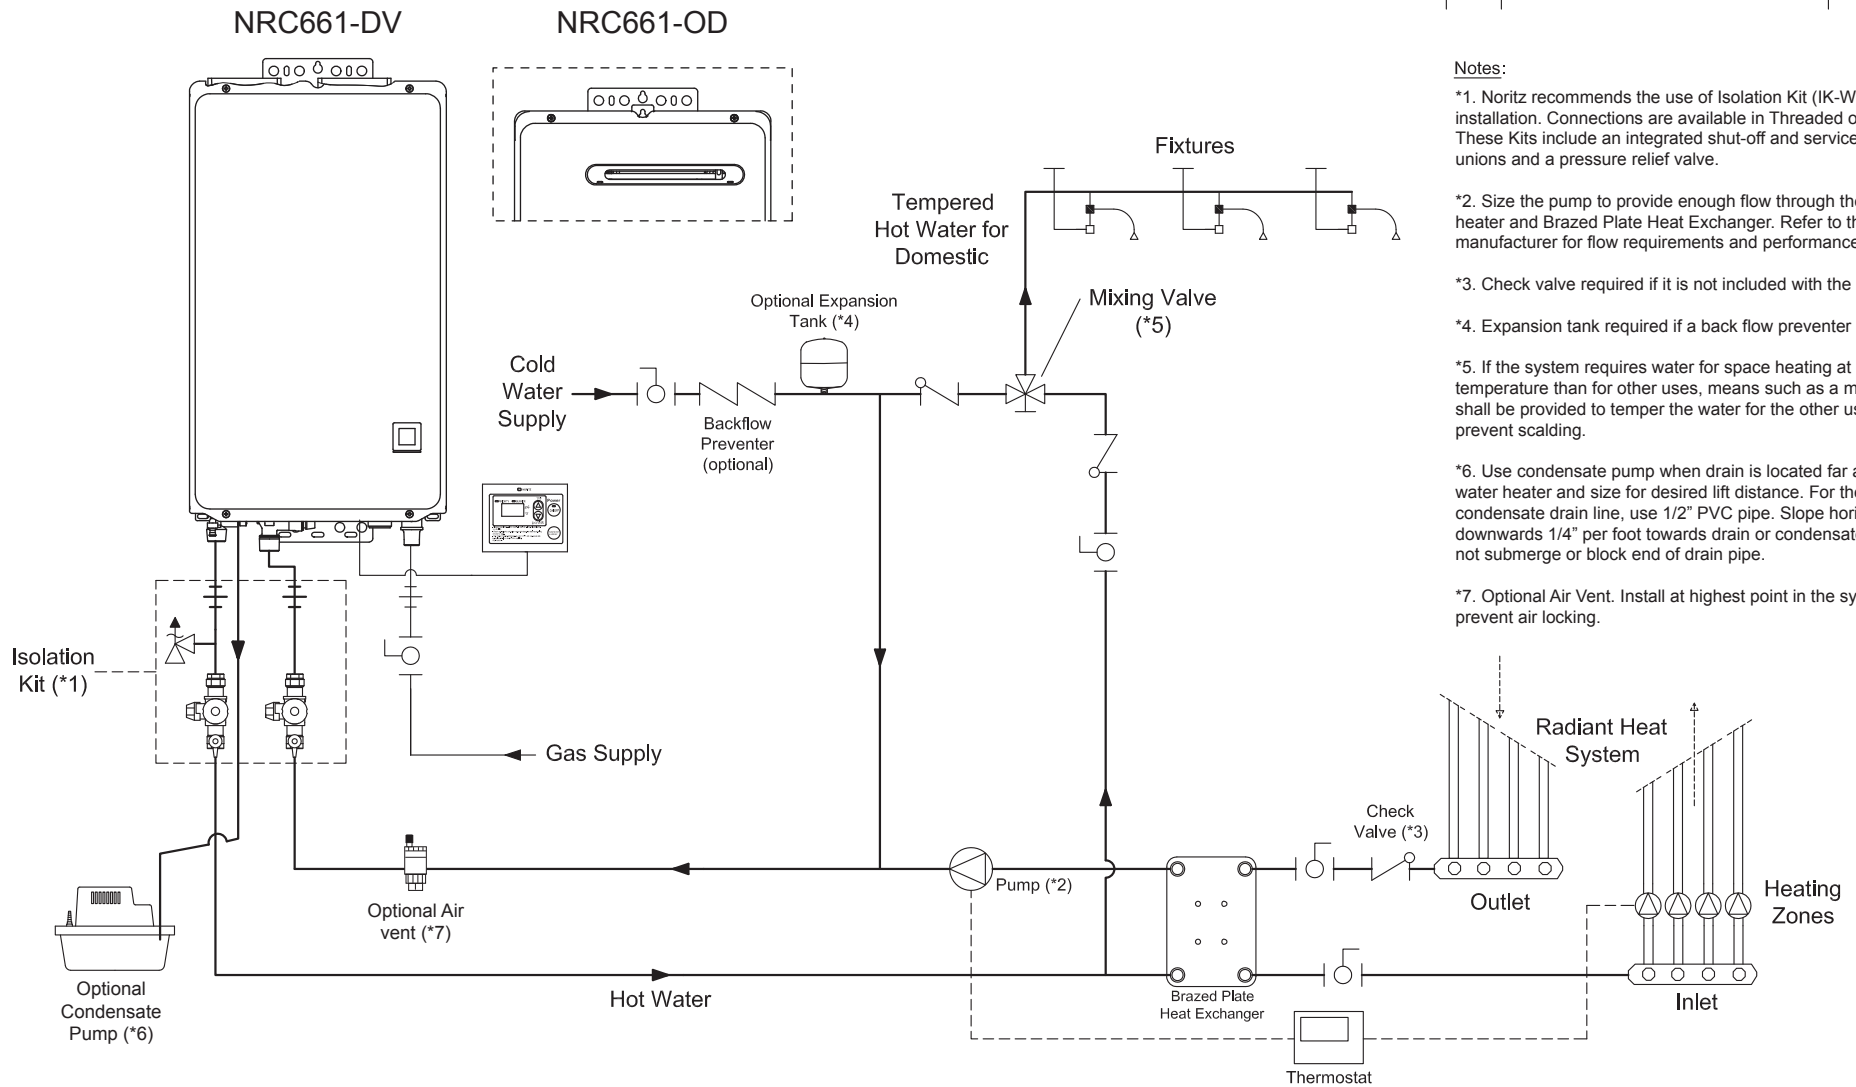 NRC661-DV
NRC661-OD
Notes:
*1. Noritz recommends the use of Isolation Kit (IK-W
installation. Connections are available in Threaded o
These Kits include an integrated shut-off and service
unions and a pressure relief valve.
*2. Size the pump to provide enough flow through the
heater and Brazed Plate Heat Exchanger. Refer to th
manufacturer for flow requirements and performance
*3. Check valve required if it is not included with the
*4. Expansion tank required if a back flow preventer
*5. If the system requires water for space heating at
temperature than for other uses, means such as a m
shall be provided to temper the water for the other us
prevent scalding.
*6. Use condensate pump when drain is located far a
water heater and size for desired lift distance. For the
condensate drain line, use 1/2” PVC pipe. Slope hori
downwards 1/4” per foot towards drain or condensate
not submerge or block end of drain pipe.
*7. Optional Air Vent. Install at highest point in the sy
prevent air locking.
Fixtures
Tempered
Hot Water for
Domestic
Mixing Valve
(*5)
Optional Expansion
Tank (*4)
Cold
Water
Supply
Backflow
Preventer
(optional)
Isolation
Kit (*1)
Gas Supply
Radiant Heat
System
Check
Valve (*3)
Pump (*2)
Outlet
Heating
Zones
Optional Air
vent (*7)
Optional
Condensate
Pump (*6)
Hot Water
Brazed Plate
Heat Exchanger
Inlet
Thermostat